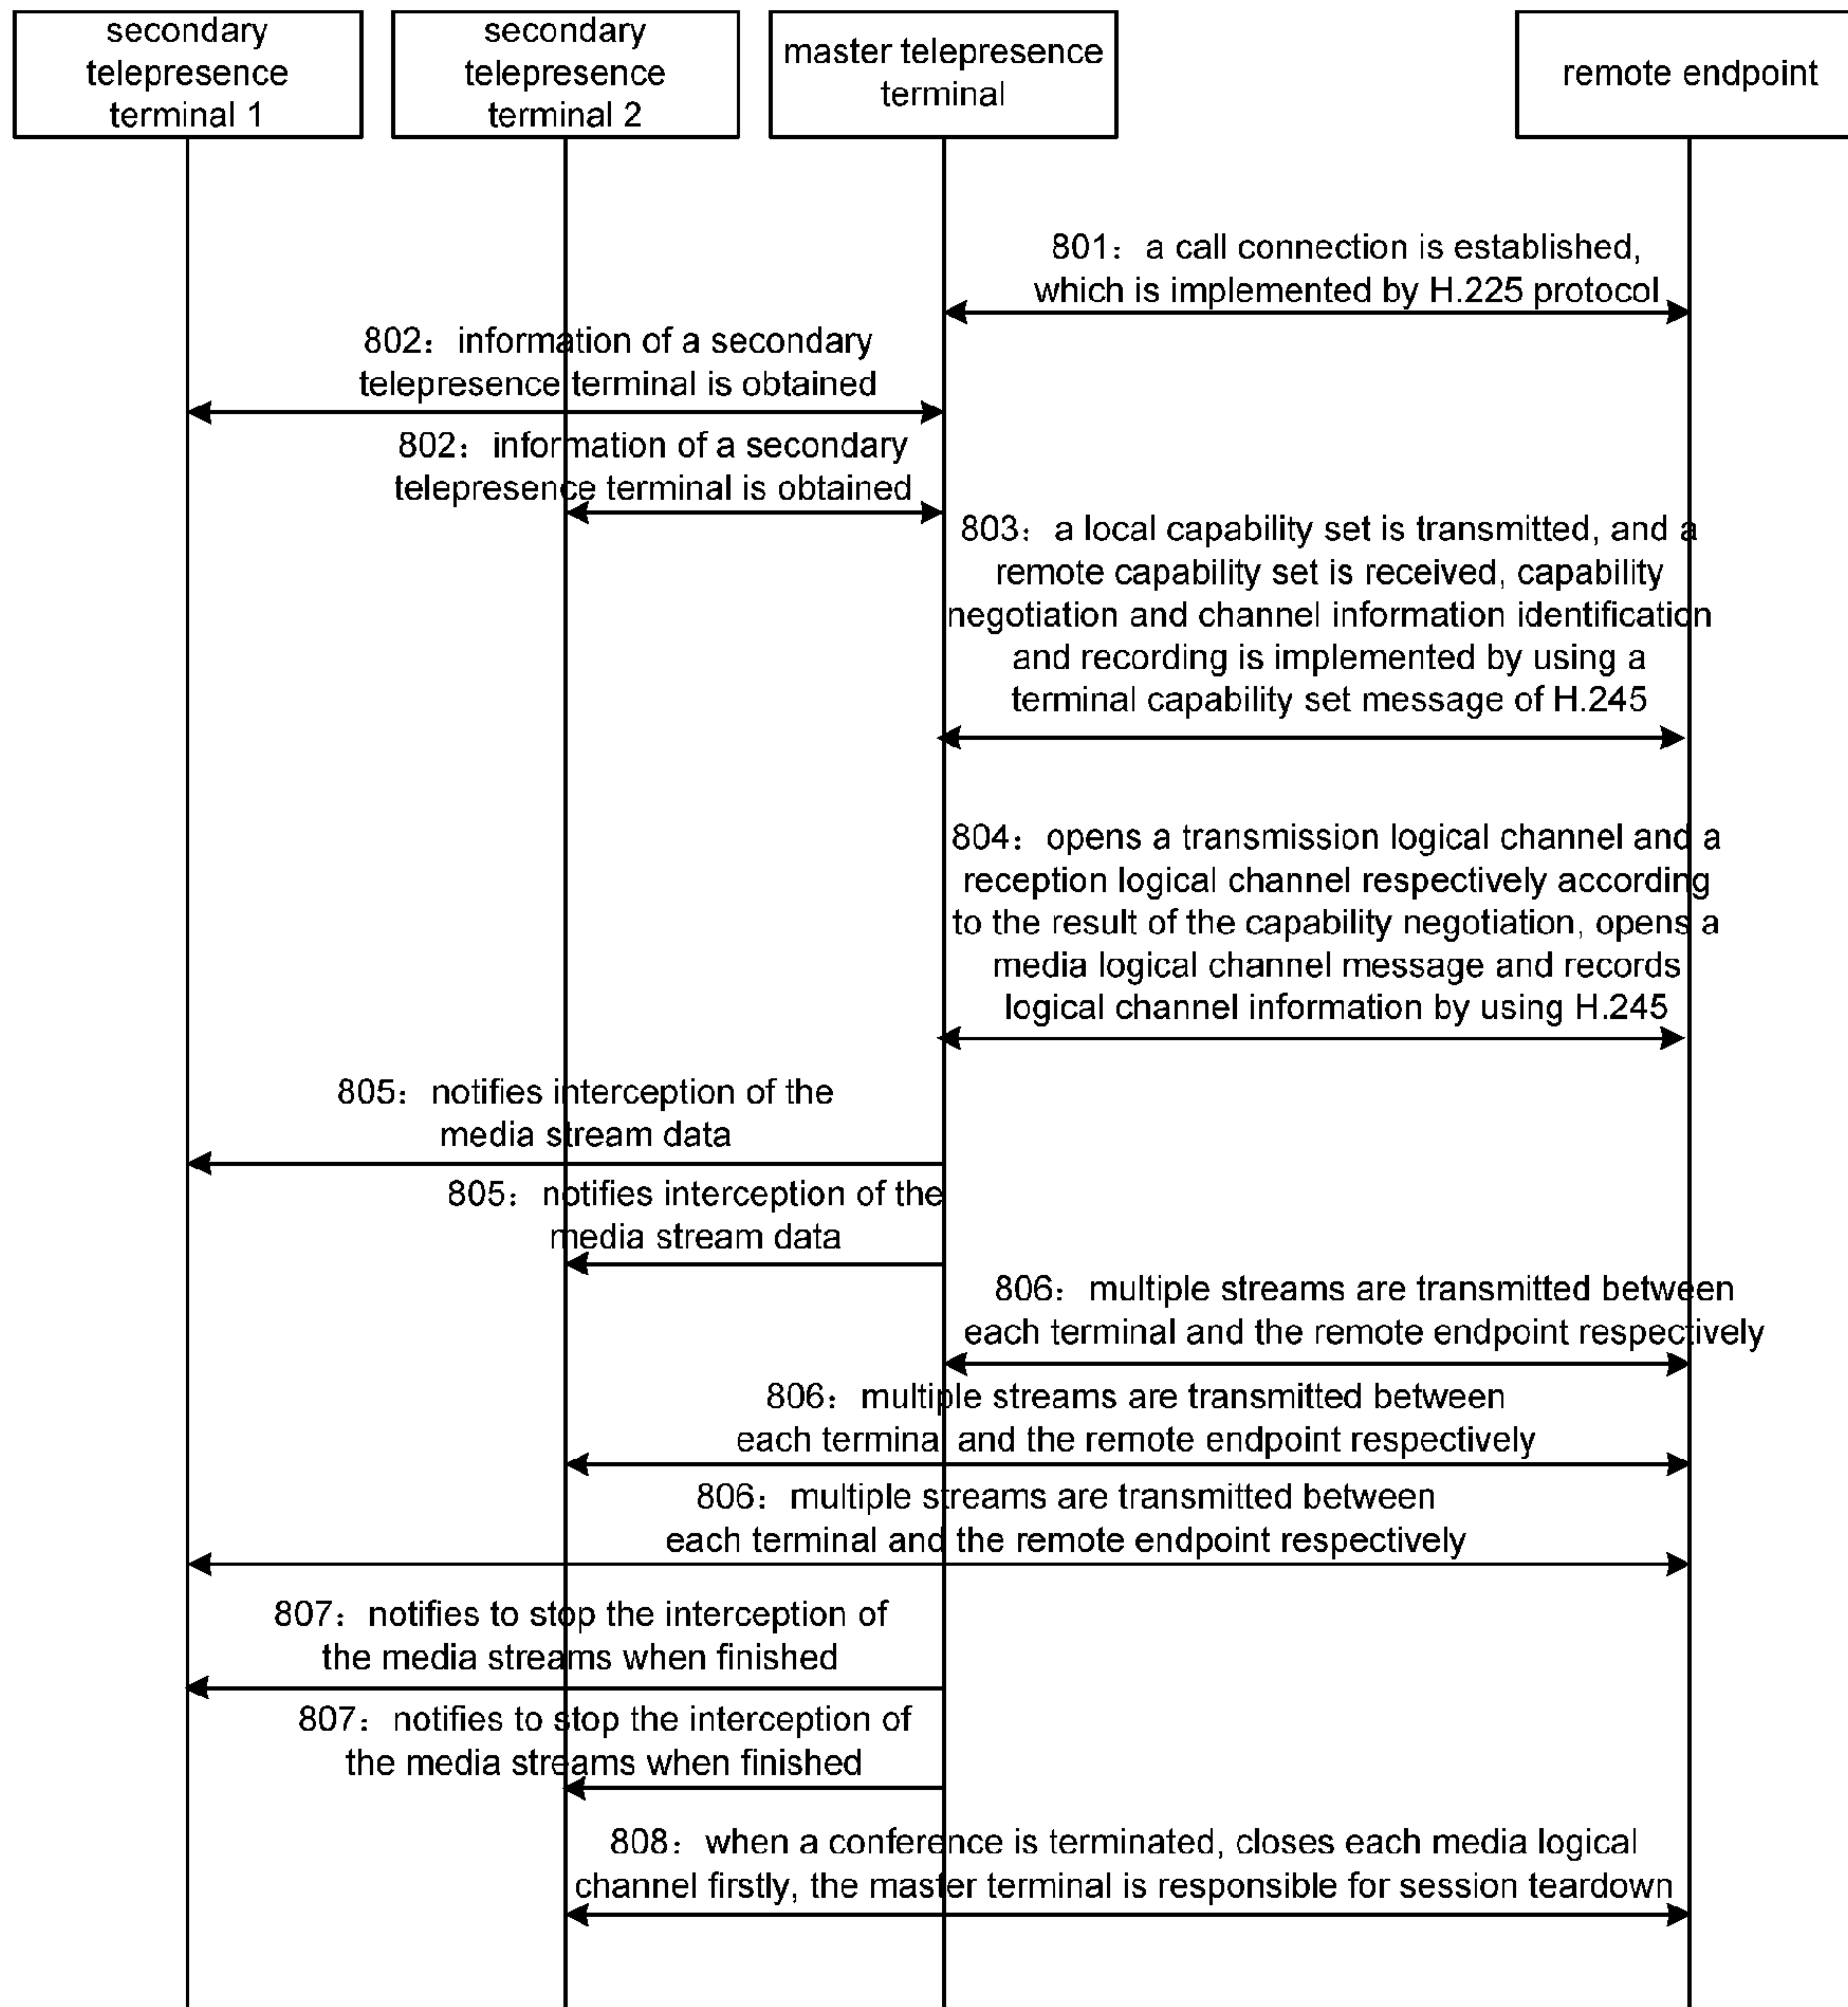 secondary
telepresence
terminal 1
secondary
telepresence
terminal 2
master telepresence
terminal
remote endpoint
801：a call connection is established,
which is implemented by H.225 protocol
802：information of a secondary
telepresence terminal is obtained
802：information of a secondary
telepresence terminal is obtained
803：a local capability set is transmitted, and a
remote capability set is received, capability
negotiation and channel information identification
and recording is implemented by using a
terminal capability set message of H.245
804：opens a transmission logical channel and a
reception logical channel respectively according
to the result of the capability negotiation, opens a
media logical channel message and records
logical channel information by using H.245
805：notifies interception of the
media stream data
805：notifies interception of the
media stream data
806：multiple streams are transmitted between
each terminal and the remote endpoint respectively
806：multiple streams are transmitted between
each terminal and the remote endpoint respectively
806：multiple streams are transmitted between
each terminal and the remote endpoint respectively
807：notifies to stop the interception of
the media streams when finished
807：notifies to stop the interception of
the media streams when finished
808：when a conference is terminated, closes each media logical
channel firstly, the master terminal is responsible for session teardown